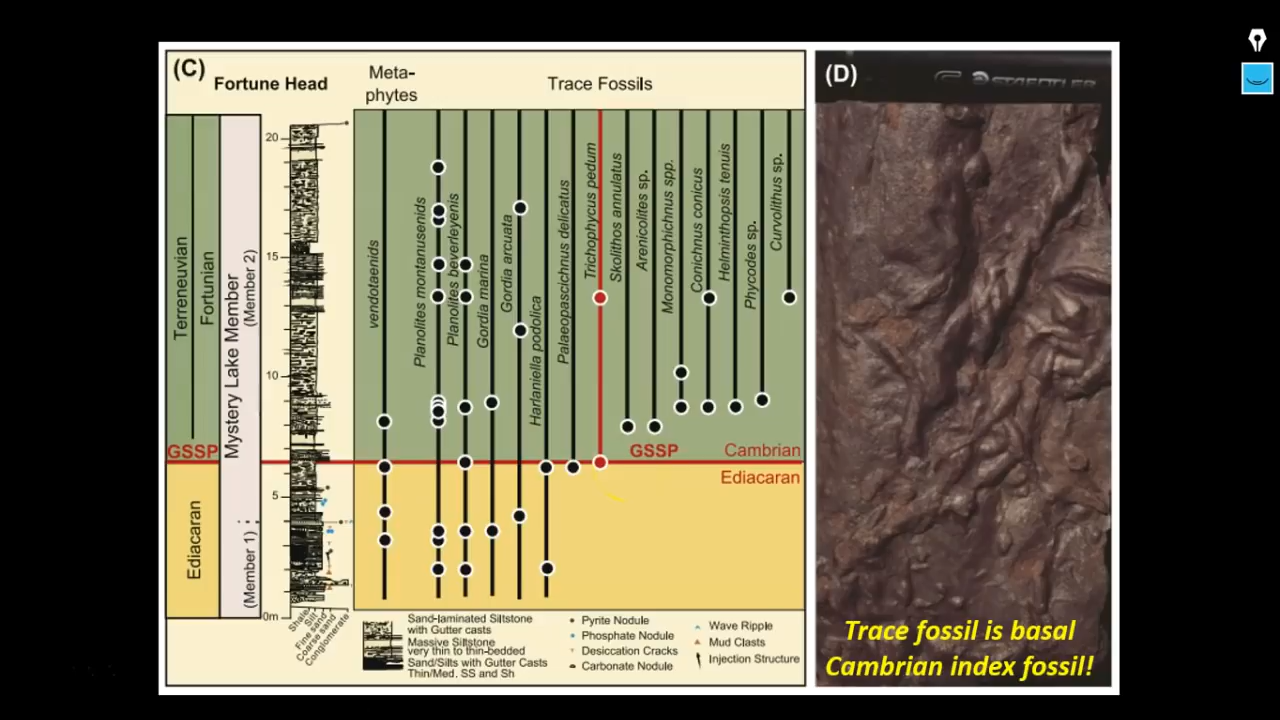 (C)
Fortune Head
Meta-
phytes
Trace Fossils
Terreneuvian
Fortunian
GSSP
Ediacaran
Mystery Lake Member
(Member 2)
(Member 1)
20
15
10
5
0m
Shale
Silt
Fine sand
Coarse sand
Conglomerate
vendotaenids
Planolites montanusenids
Planolites beverleyenis
Gordia marina
Gordia arcuata
Harlaniella podolica
Palaeopascichnus delicatus
Trichophycus pedum
Skolithos annulatus
Arenicolites sp.
Monomorphichnus spp.
Conichnus conicus
Helminthopsis tenuis
Phycodes sp.
Curvolithus sp.
GSSP
Cambrian
Ediacaran
Sand-laminated Siltstone
with Gutter casts
Massive Siltstone
very thin to thin-bedded
Sand/Silts with Gutter Casts
Thin/Med. SS and Sh
Pyrite Nodule
Phosphate Nodule
Desiccation Cracks
Carbonate Nodule
Wave Ripple
Mud Clasts
Injection Structure
(D)
STAEDTLER
Trace fossil is basal
Cambrian index fossil!